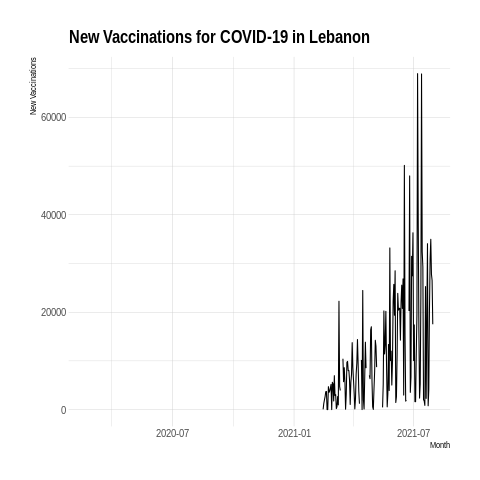 New Vaccinations for COVID-19 in Lebanon
New Vaccinations
60000
40000
20000
0
2020-07
2021-01
2021-07
Month